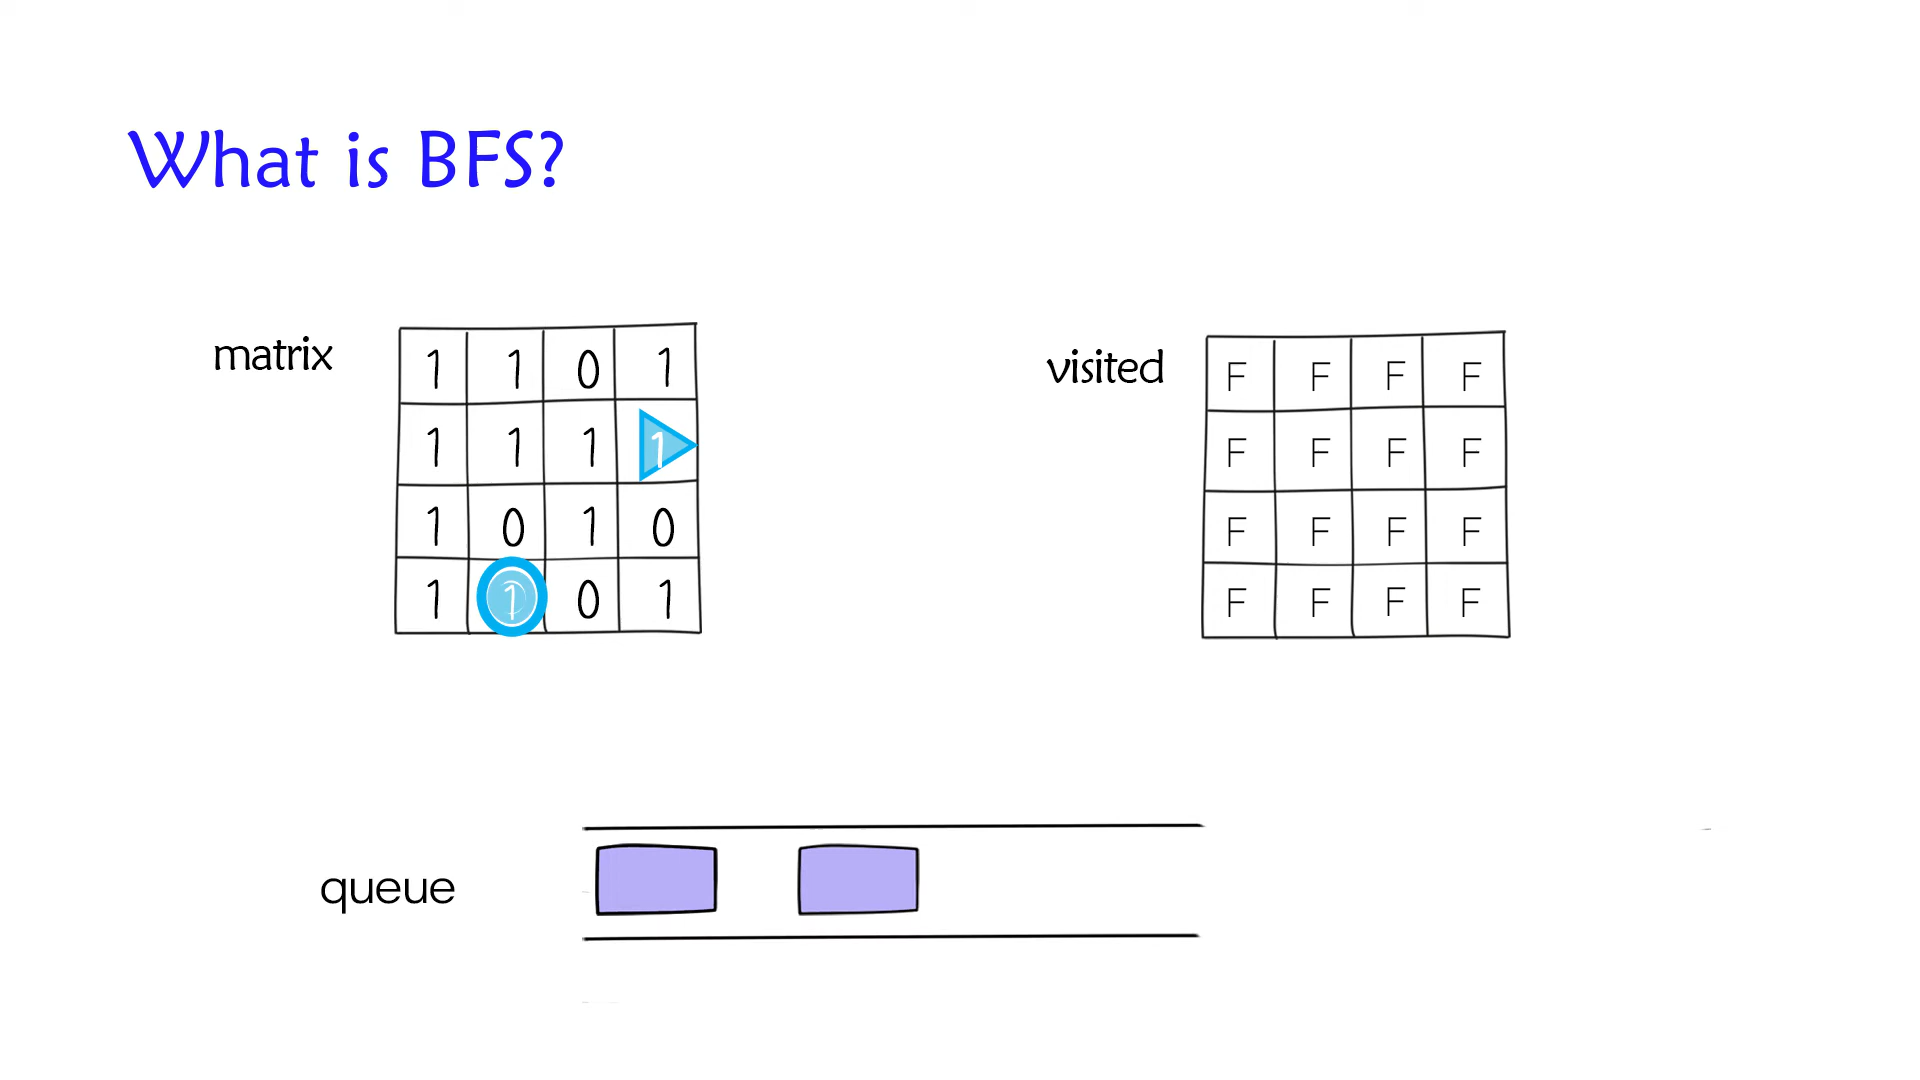 What is BFS?
matrix
1 1 0 1
1 1 1 1
1 0 1 0
1 1 0 1
visited
F F F F
F F F F
F F F F
F F F F
queue